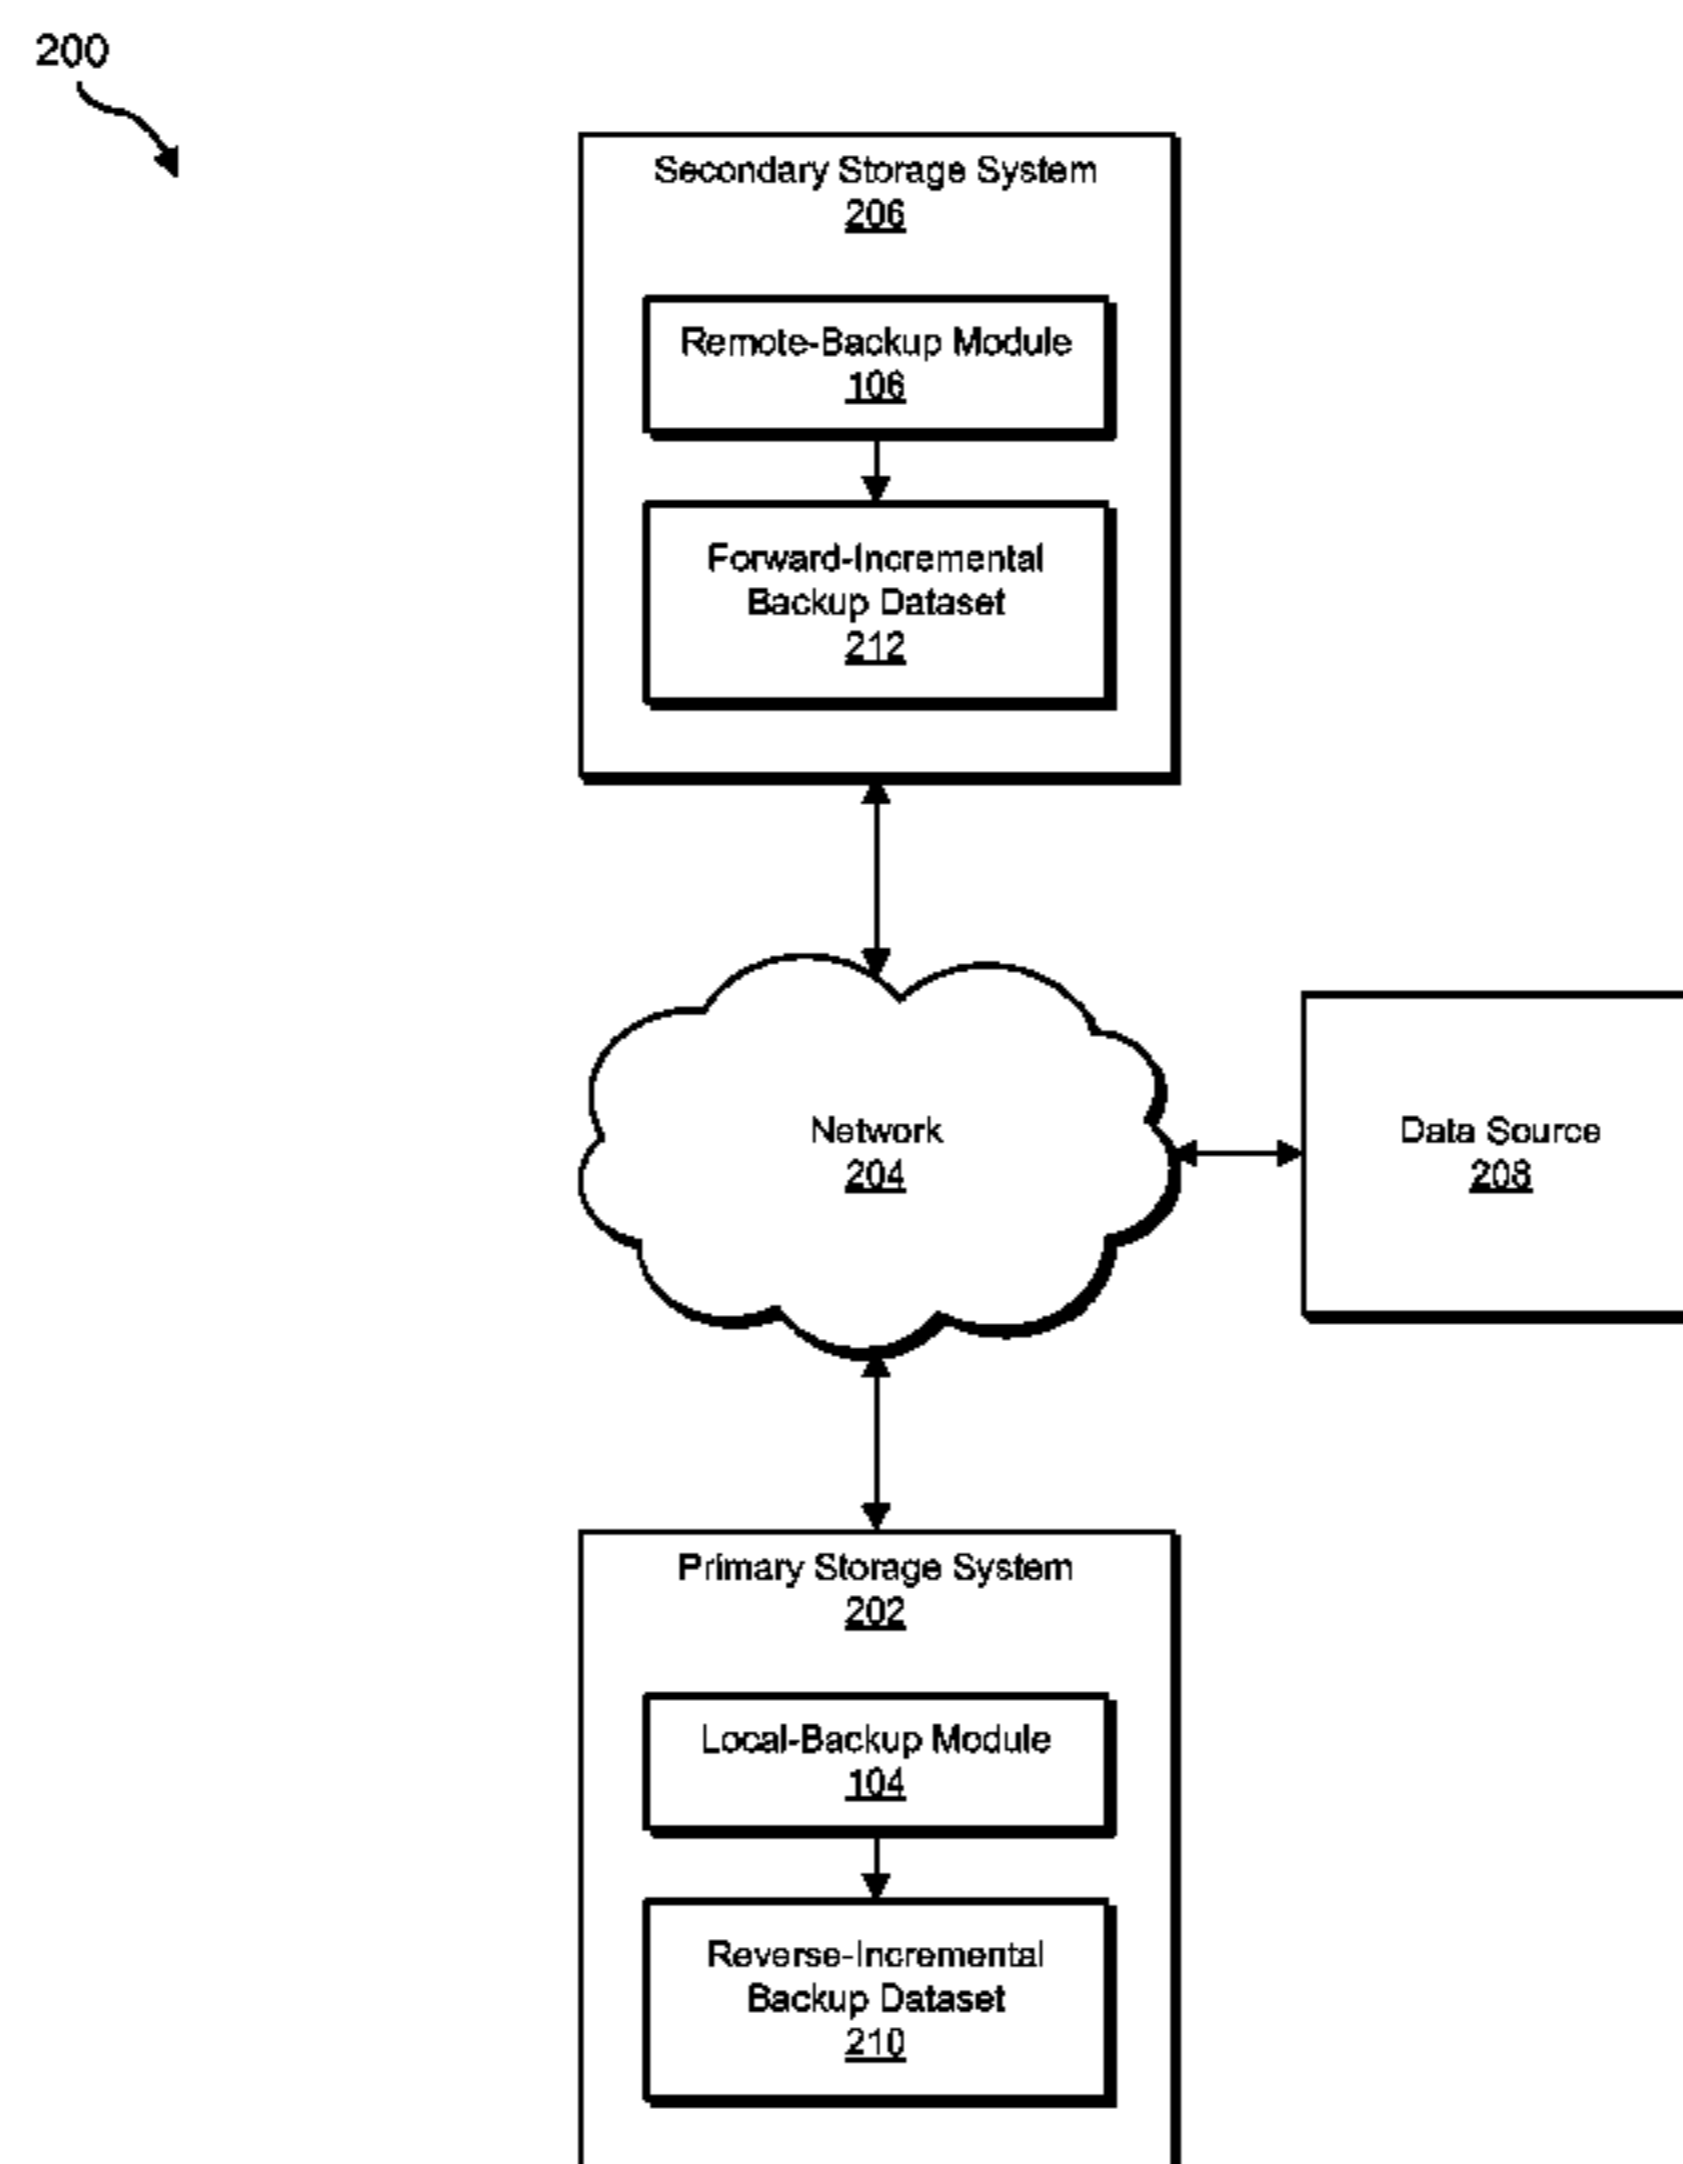 200
Secondary Storage System
206
Remote-Backup Module
106
Forward-Incremental
Backup Dataset
212
Network
204
Data Source
208
Primary Storage System
202
Local-Backup Module
104
Reverse-Incremental
Backup Dataset
210